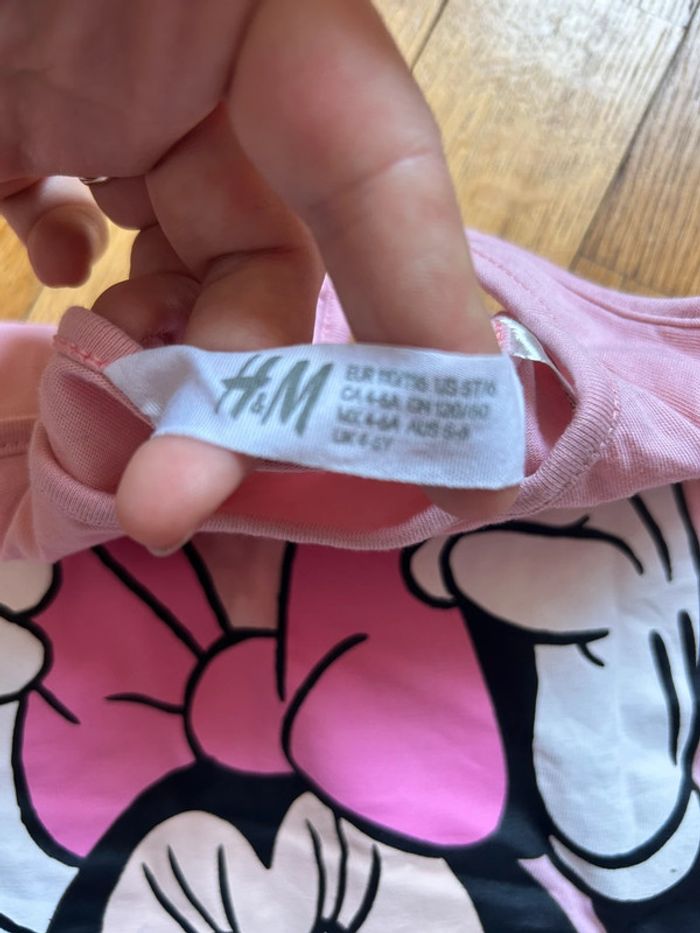 H&M
EUR 110/116 US 5T/6
CA 4-6A CN 120/60
MX 4-6A AUS 5-6
UK 4-6Y